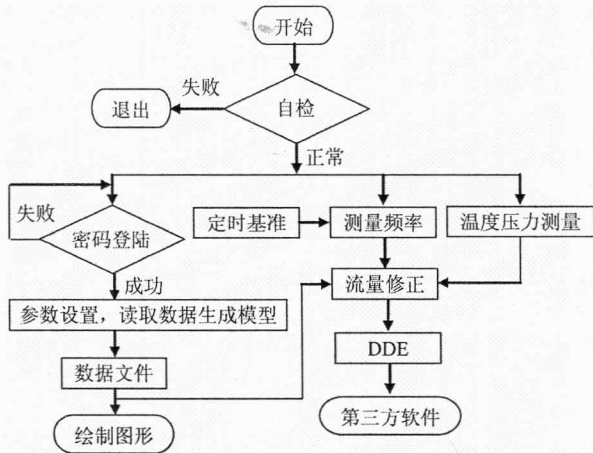 开始
失败
自检
退出
正常
失败
密码登陆
定时基准
测量频率
温度压力测量
成功
流量修正
参数设置，读取数据生成模型
DDE
数据文件
第三方软件
绘制图形